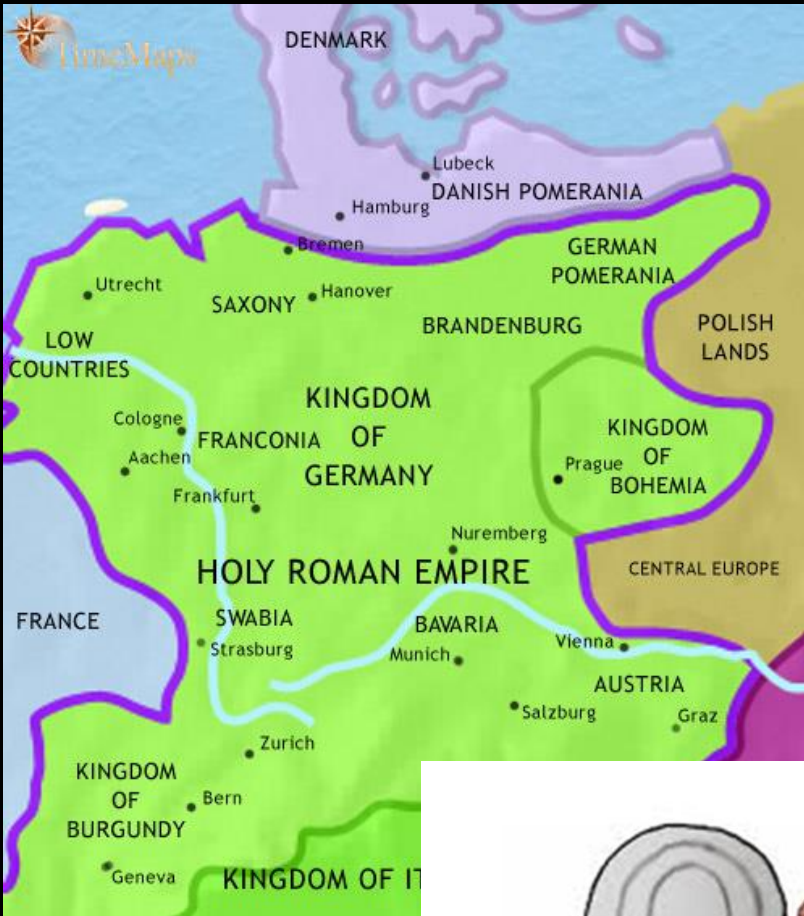 TimeMaps
DENMARK
Lubeck
DANISH POMERANIA
Hamburg
Bremen
GERMAN
POMERANIA
Utrecht
SAXONY
Hanover
BRANDENBURG
POLISH
LANDS
LOW
COUNTRIES
KINGDOM
OF
GERMANY
Cologne
FRANCONIA
Aachen
KINGDOM
OF
BOHEMIA
Prague
Frankfurt
Nuremberg
HOLY ROMAN EMPIRE
CENTRAL EUROPE
FRANCE
SWABIA
BAVARIA
Strasburg
Munich
Vienna
AUSTRIA
Salzburg
Graz
Zurich
KINGDOM
OF
BURGUNDY
Bern
Geneva
KINGDOM OF